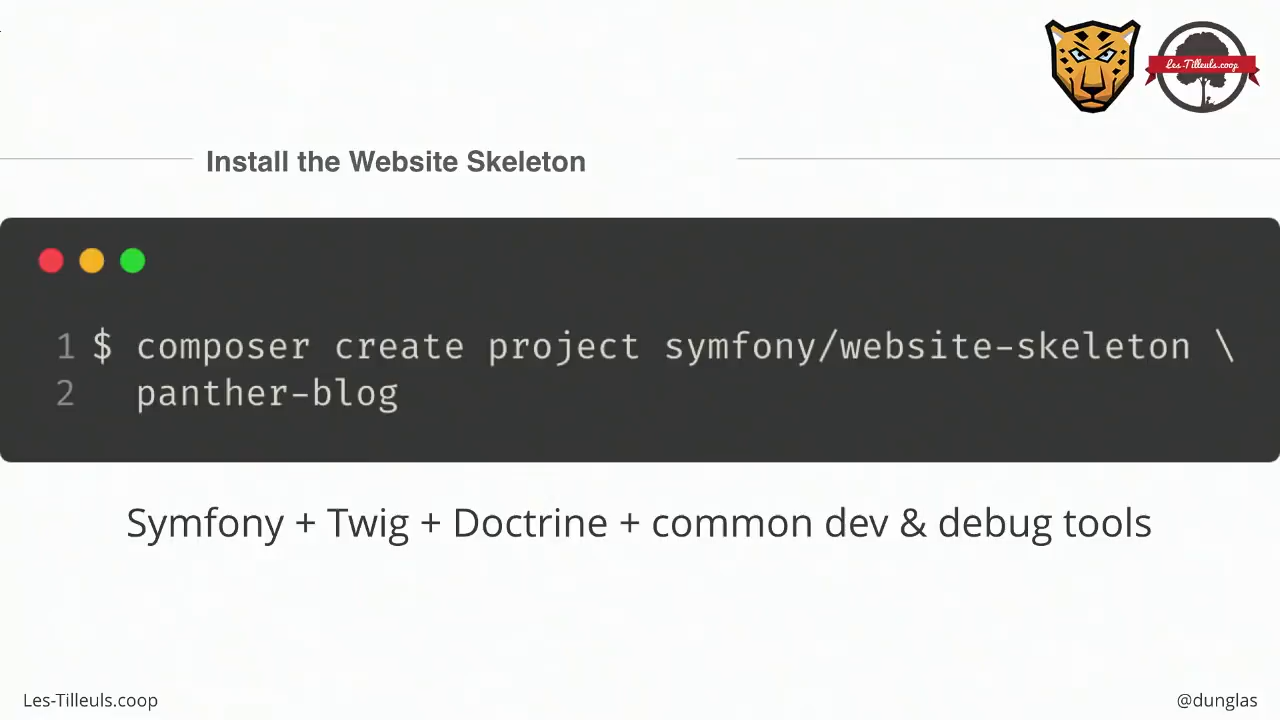 Les-Tilleuls.coop
Install the Website Skeleton
1 $ composer create project symfony/website-skeleton \
2 panther-blog
Symfony + Twig + Doctrine + common dev & debug tools
Les-Tilleuls.coop
@dunglas